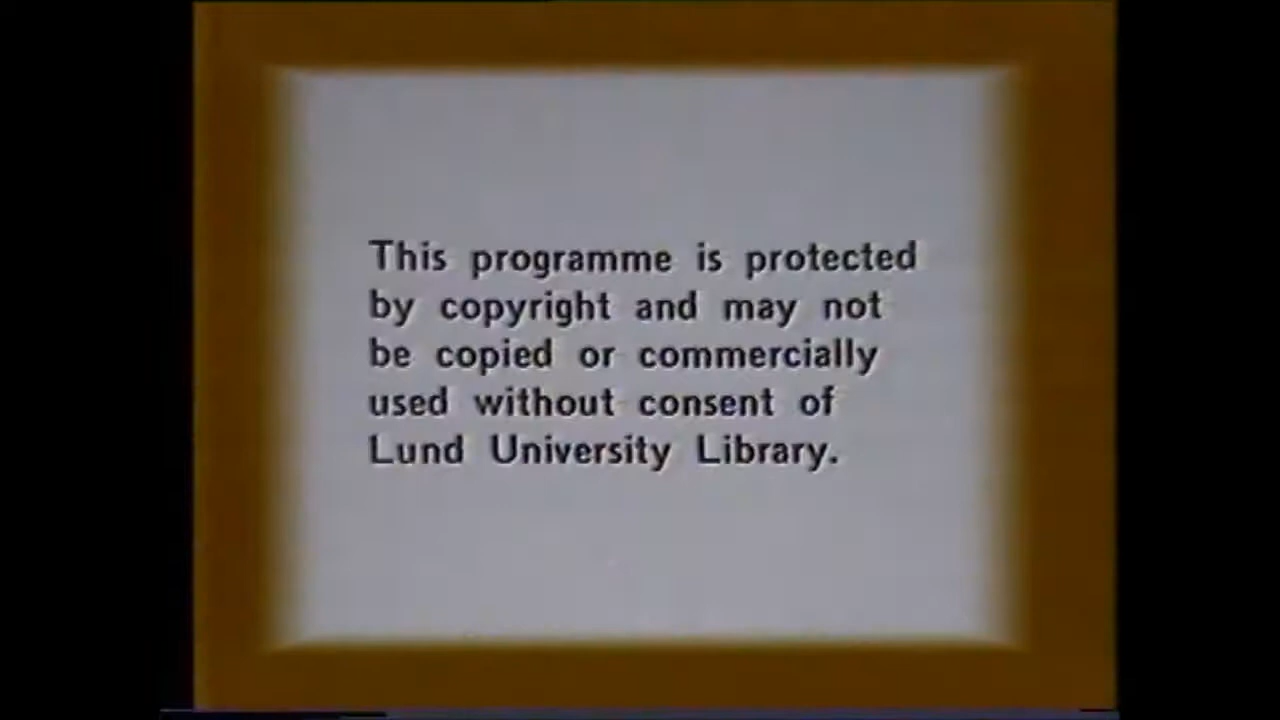 This programme is protected
by copyright and may not
be copied or commercially
used without consent of
Lund University Library.